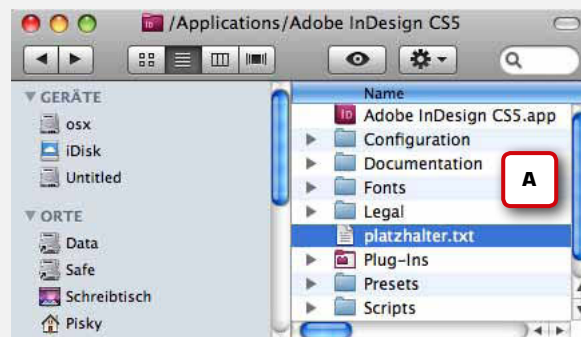 /Applications/Adobe InDesign CS5
GERÄTE
osx
iDisk
Untitled
ORTE
Data
Safe
Schreibtisch
Pisky
Name
Adobe InDesign CS5.app
Configuration
Documentation
Fonts
Legal
platzhalter.txt
Plug-Ins
Presets
Scripts
A